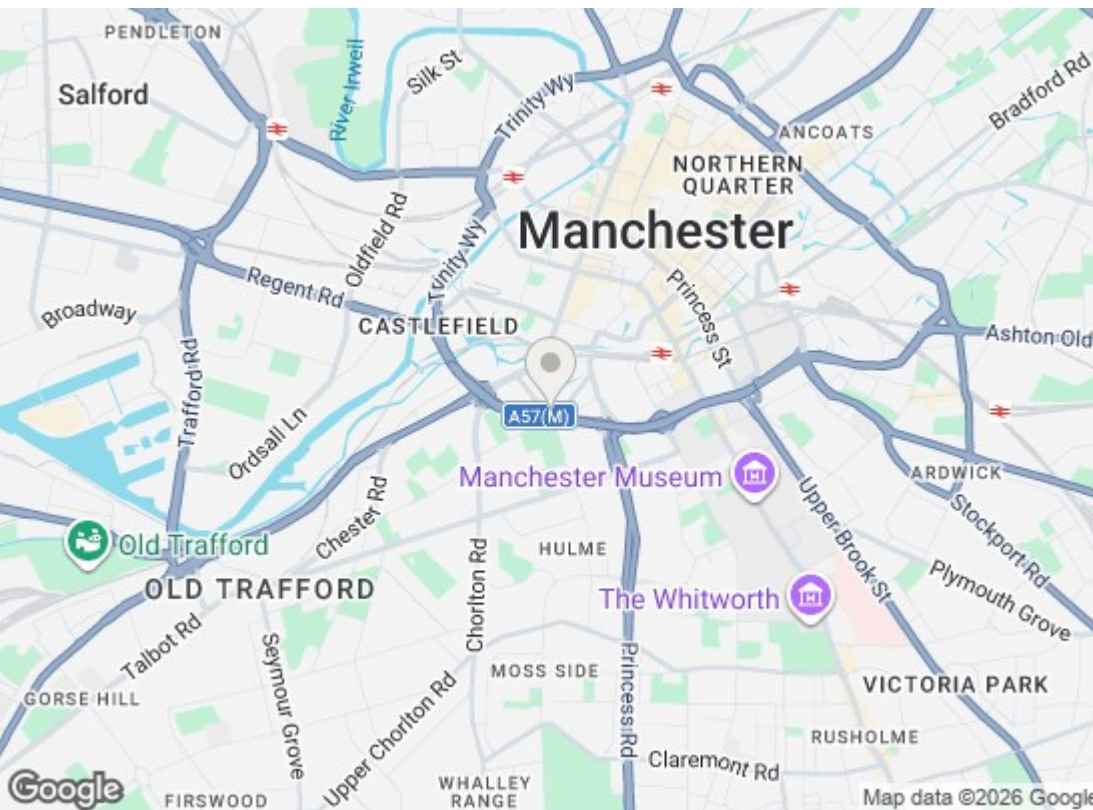 PENDLETON
Salford
River Irwell
Silk St
Trinity Wy
Bradford Rd
ANCOATS
NORTHERN
QUARTER
Manchester
Oldfield Rd
Trinity Wy
Regent Rd
Princess St
Broadway
CASTLEFIELD
Ashton Old
Trafford Rd
A57(M)
Ordsall Ln
Manchester Museum
ARDWICK
Chester Rd
Upper Brook St
Stockport Rd
Old Trafford
HULME
OLD TRAFFORD
Chorlton Rd
The Whitworth
Plymouth Grove
Talbot Rd
Seymour Grove
Princess Rd
MOSS SIDE
VICTORIA PARK
GORSE HILL
Upper Chorlton Rd
RUSHOLME
Claremont Rd
WHALLEY
RANGE
Google
FIRSWOOD
Map data ©2026 Google